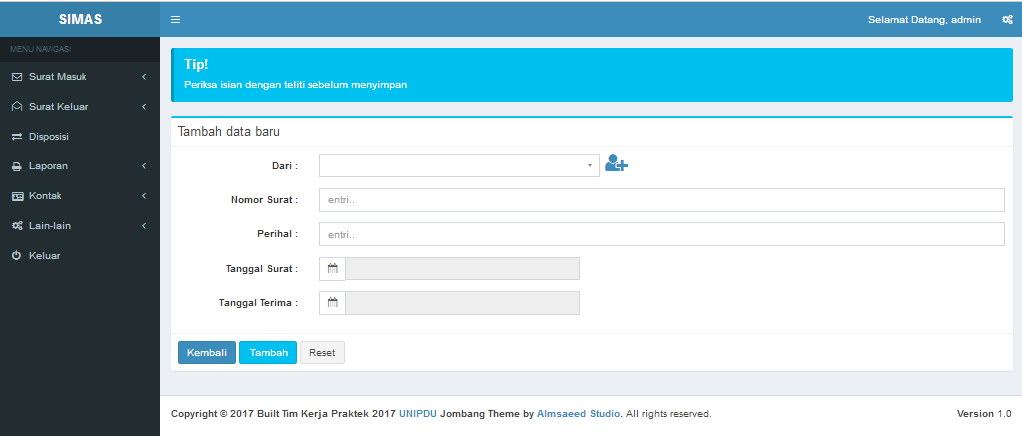 SIMAS
Selamat Datang, admin
MENU NAVIGASI
Surat Masuk
Surat Keluar
Disposisi
Laporan
Kontak
Lain-lain
Keluar
Tip!
Periksa isian dengan teliti sebelum menyimpan
Tambah data baru
Dari :
Nomor Surat : entri..
Perihal : entri..
Tanggal Surat :
Tanggal Terima :
Kembali Tambah Reset
Copyright © 2017 Built Tim Kerja Praktek 2017 UNIPDU Jombang Theme by Almsaeed Studio. All rights reserved. Version 1.0